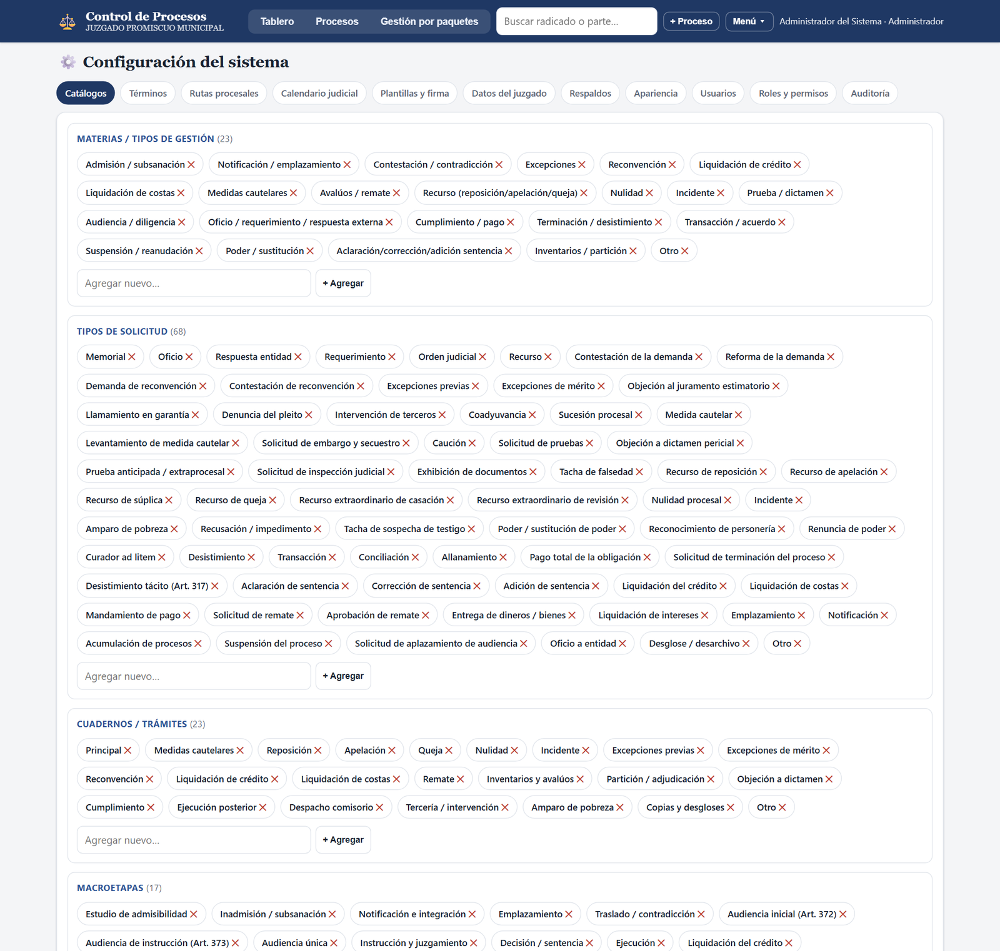 Control de Procesos
JUZGADO PROMISCUO MUNICIPAL
Tablero Procesos Gestión por paquetes
Buscar radicado o parte...
+ Proceso
Menú ▾
Administrador del Sistema · Administrador
Configuración del sistema
Catálogos Términos Rutas procesales Calendario judicial Plantillas y firma Datos del juzgado Respaldos Apariencia Usuarios Roles y permisos Auditoría
MATERIAS / TIPOS DE GESTIÓN (23)
Admisión / subsanación ✕ Notificación / emplazamiento ✕ Contestación / contradicción ✕ Excepciones ✕ Reconvención ✕ Liquidación de crédito ✕
Liquidación de costas ✕ Medidas cautelares ✕ Avalúos / remate ✕ Recurso (reposición/apelación/queja) ✕ Nulidad ✕ Incidente ✕ Prueba / dictamen ✕
Audiencia / diligencia ✕ Oficio / requerimiento / respuesta externa ✕ Cumplimiento / pago ✕ Terminación / desistimiento ✕ Transacción / acuerdo ✕
Suspensión / reanudación ✕ Poder / sustitución ✕ Aclaración/corrección/adición sentencia ✕ Inventarios / partición ✕ Otro ✕
Agregar nuevo... + Agregar
TIPOS DE SOLICITUD (68)
Memorial ✕ Oficio ✕ Respuesta entidad ✕ Requerimiento ✕ Orden judicial ✕ Recurso ✕ Contestación de la demanda ✕ Reforma de la demanda ✕
Demanda de reconvención ✕ Contestación de reconvención ✕ Excepciones previas ✕ Excepciones de mérito ✕ Objeción al juramento estimatorio ✕
Llamamiento en garantía ✕ Denuncia del pleito ✕ Intervención de terceros ✕ Coadyuvancia ✕ Sucesión procesal ✕ Medida cautelar ✕
Levantamiento de medida cautelar ✕ Solicitud de embargo y secuestro ✕ Caución ✕ Solicitud de pruebas ✕ Objeción a dictamen pericial ✕
Prueba anticipada / extraprocesal ✕ Solicitud de inspección judicial ✕ Exhibición de documentos ✕ Tacha de falsedad ✕ Recurso de reposición ✕ Recurso de apelación ✕
Recurso de súplica ✕ Recurso de queja ✕ Recurso extraordinario de casación ✕ Recurso extraordinario de revisión ✕ Nulidad procesal ✕ Incidente ✕
Amparo de pobreza ✕ Recusación / impedimento ✕ Tacha de sospecha de testigo ✕ Poder / sustitución de poder ✕ Reconocimiento de personería ✕ Renuncia de poder ✕
Curador ad litem ✕ Desistimiento ✕ Transacción ✕ Conciliación ✕ Allanamiento ✕ Pago total de la obligación ✕ Solicitud de terminación del proceso ✕
Desistimiento tácito (Art. 317) ✕ Aclaración de sentencia ✕ Corrección de sentencia ✕ Adición de sentencia ✕ Liquidación del crédito ✕ Liquidación de costas ✕
Mandamiento de pago ✕ Solicitud de remate ✕ Aprobación de remate ✕ Entrega de dineros / bienes ✕ Liquidación de intereses ✕ Emplazamiento ✕ Notificación ✕
Acumulación de procesos ✕ Suspensión del proceso ✕ Solicitud de aplazamiento de audiencia ✕ Oficio a entidad ✕ Desglose / desarchivo ✕ Otro ✕
Agregar nuevo... + Agregar
CUADERNOS / TRÁMITES (23)
Principal ✕ Medidas cautelares ✕ Reposición ✕ Apelación ✕ Queja ✕ Nulidad ✕ Incidente ✕ Excepciones previas ✕ Excepciones de mérito ✕
Reconvención ✕ Liquidación de crédito ✕ Liquidación de costas ✕ Remate ✕ Inventarios y avalúos ✕ Partición / adjudicación ✕ Objeción a dictamen ✕
Cumplimiento ✕ Ejecución posterior ✕ Despacho comisorio ✕ Tercería / intervención ✕ Amparo de pobreza ✕ Copias y desgloses ✕ Otro ✕
Agregar nuevo... + Agregar
MACROETAPAS (17)
Estudio de admisibilidad ✕ Inadmisión / subsanación ✕ Notificación e integración ✕ Emplazamiento ✕ Traslado / contradicción ✕ Audiencia inicial (Art. 372) ✕
Audiencia de instrucción (Art. 373) ✕ Audiencia única ✕ Instrucción y juzgamiento ✕ Decisión / sentencia ✕ Ejecución ✕ Liquidación del crédito ✕